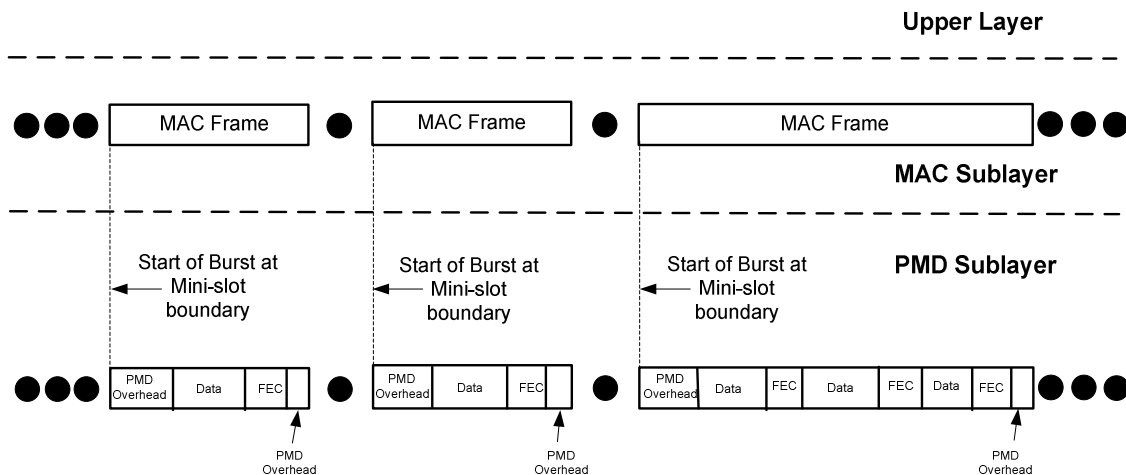 Upper Layer
MAC Frame
MAC Frame
MAC Frame
MAC Sublayer
PMD Sublayer
Start of Burst at
Mini-slot
boundary
Start of Burst at
Mini-slot
boundary
Start of Burst at
Mini-slot
boundary
PMD
Overhead
Data
FEC
PMD
Overhead
Data
FEC
PMD
Overhead
Data
FEC
Data
FEC
Data
FEC
PMD
Overhead
PMD
Overhead
PMD
Overhead